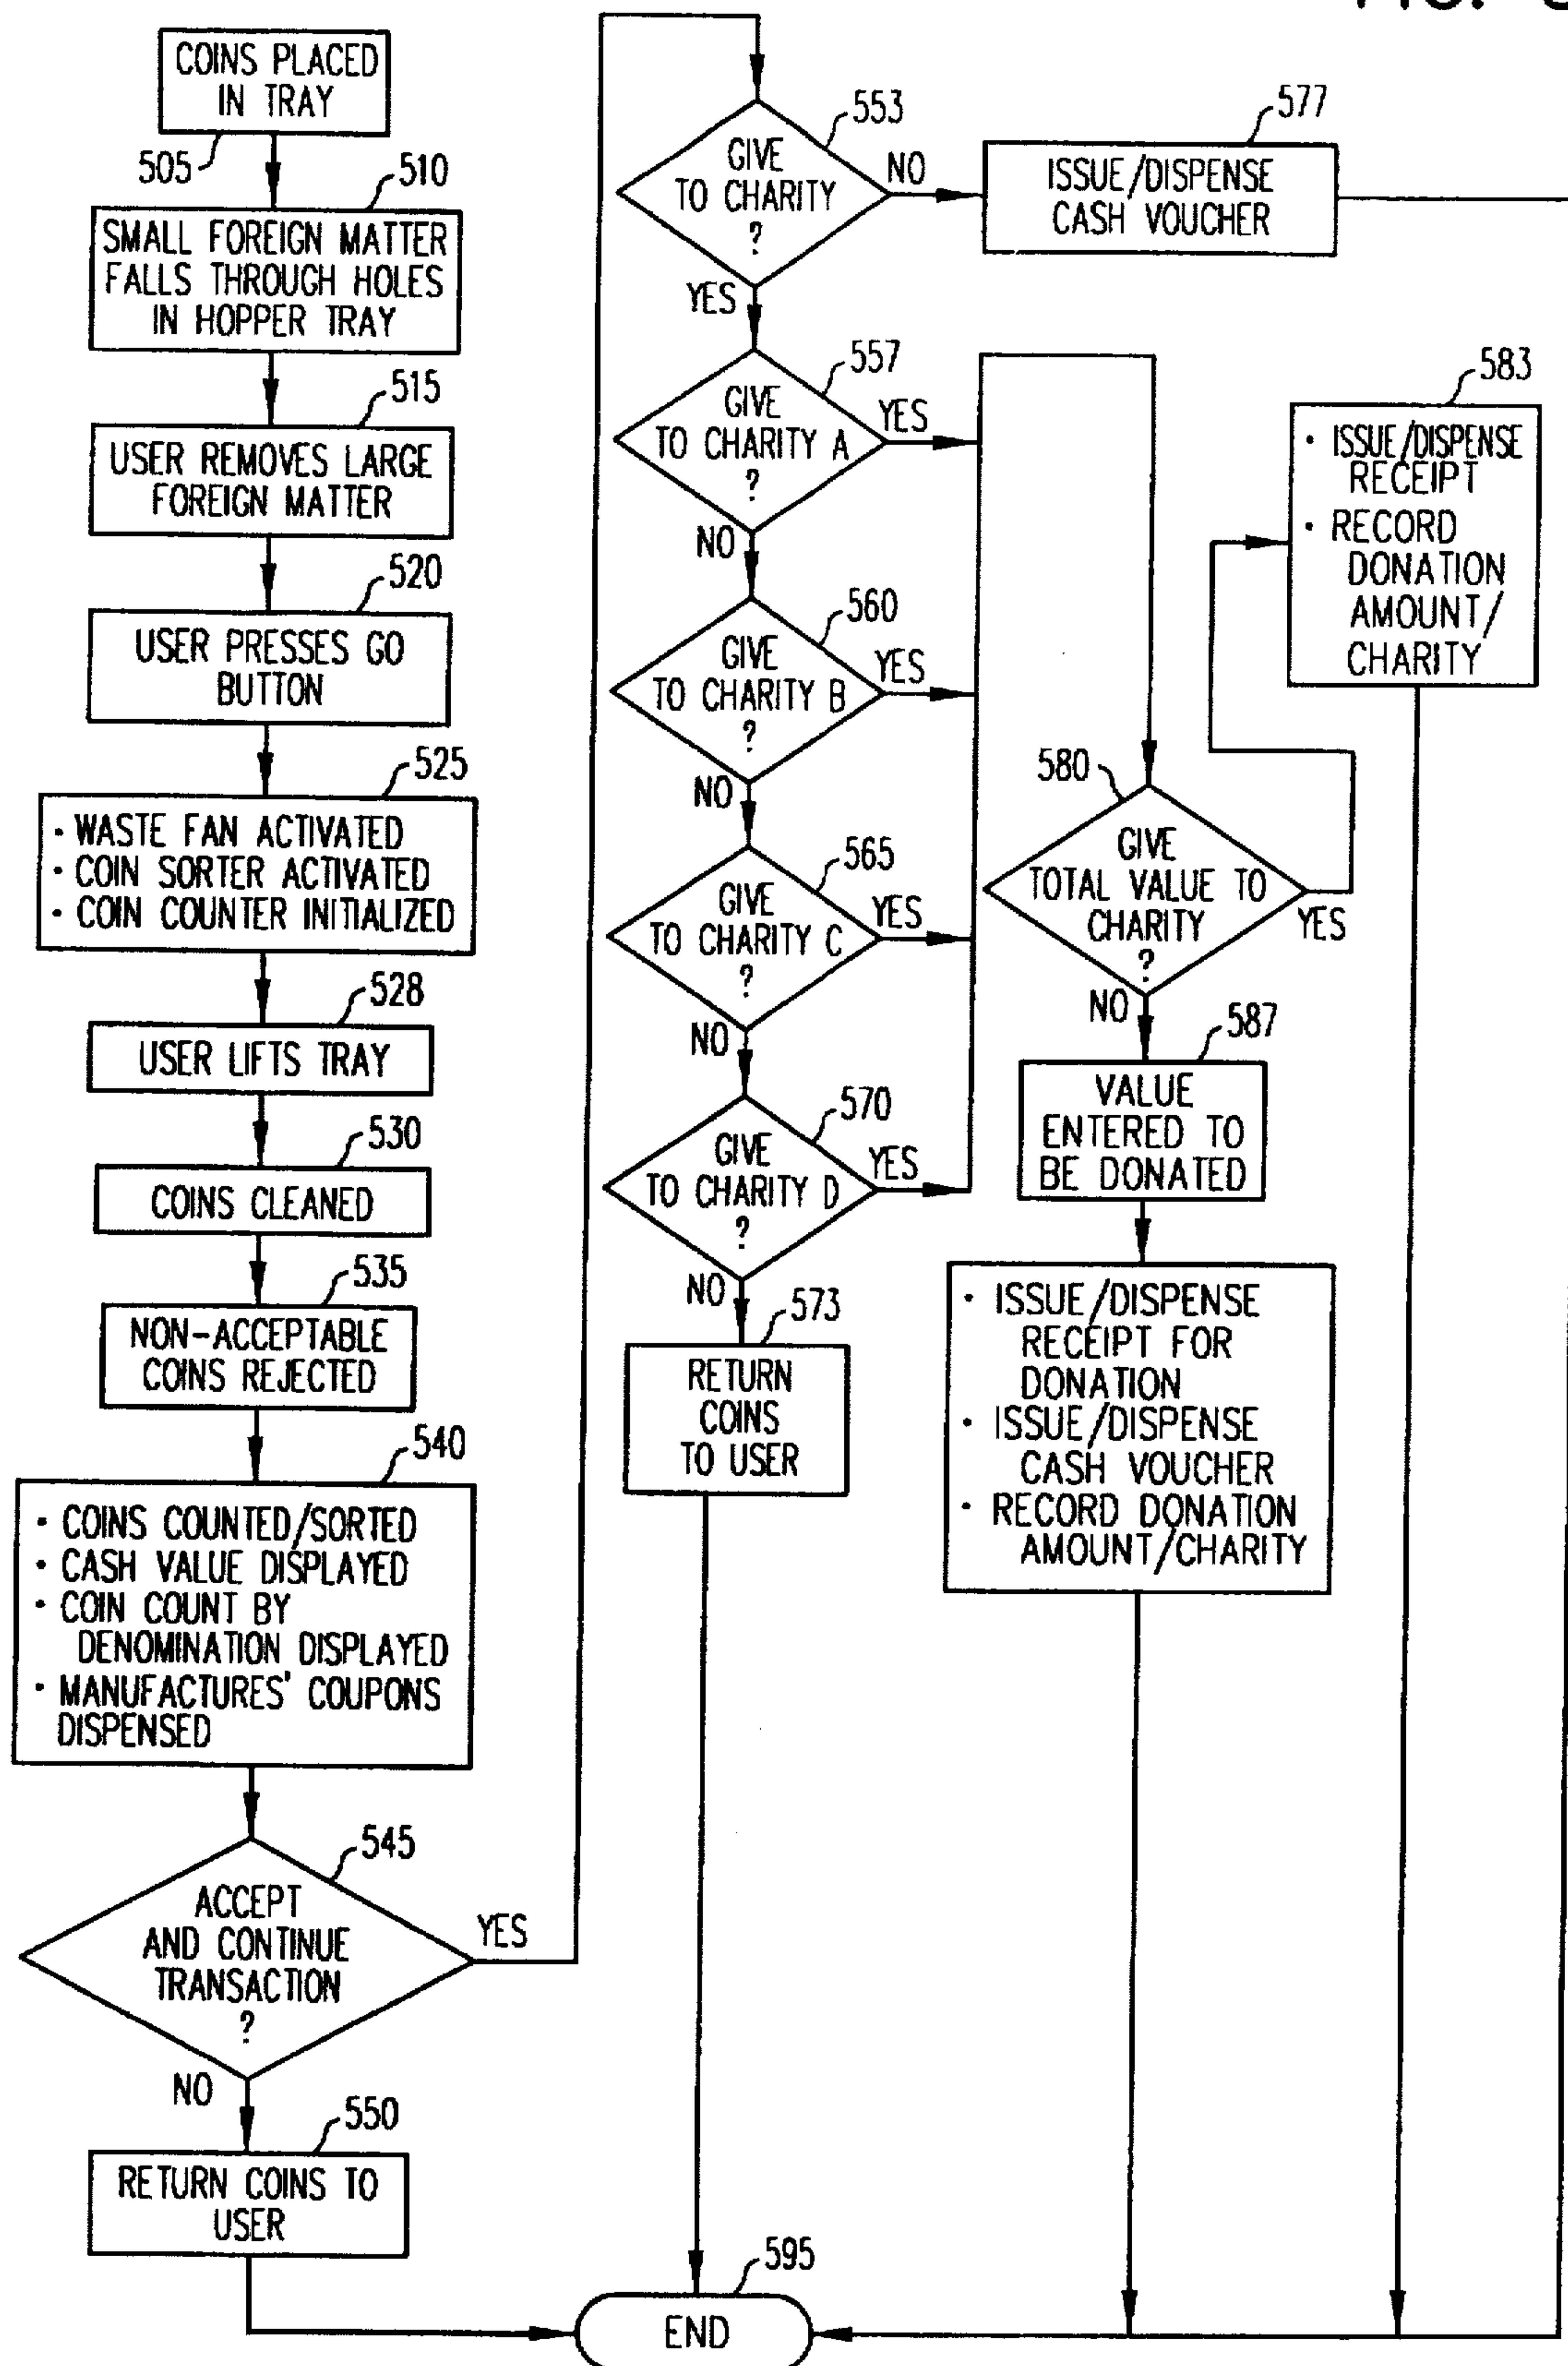 COINS PLACED
IN TRAY
505
510
SMALL FOREIGN MATTER
FALLS THROUGH HOLES
IN HOPPER TRAY
515
USER REMOVES LARGE
FOREIGN MATTER
520
USER PRESSES GO
BUTTON
525
· WASTE FAN ACTIVATED
· COIN SORTER ACTIVATED
· COIN COUNTER INITIALIZED
528
USER LIFTS TRAY
530
COINS CLEANED
535
NON-ACCEPTABLE
COINS REJECTED
540
· COINS COUNTED/SORTED
· CASH VALUE DISPLAYED
· COIN COUNT BY
DENOMINATION DISPLAYED
· MANUFACTURES' COUPONS
DISPENSED
545
ACCEPT
AND CONTINUE
TRANSACTION
?
YES
NO
550
RETURN COINS TO
USER
553
GIVE
TO CHARITY
?
NO
YES
577
ISSUE/DISPENSE
CASH VOUCHER
557
GIVE
TO CHARITY A
?
YES
NO
560
GIVE
TO CHARITY B
?
YES
NO
565
GIVE
TO CHARITY C
?
YES
NO
570
GIVE
TO CHARITY D
?
YES
NO
573
RETURN
COINS
TO USER
580
GIVE
TOTAL VALUE TO
CHARITY
?
YES
NO
583
· ISSUE/DISPENSE
RECEIPT
· RECORD
DONATION
AMOUNT/
CHARITY
587
VALUE
ENTERED TO
BE DONATED
· ISSUE/DISPENSE
RECEIPT FOR
DONATION
· ISSUE/DISPENSE
CASH VOUCHER
· RECORD DONATION
AMOUNT/CHARITY
595
END